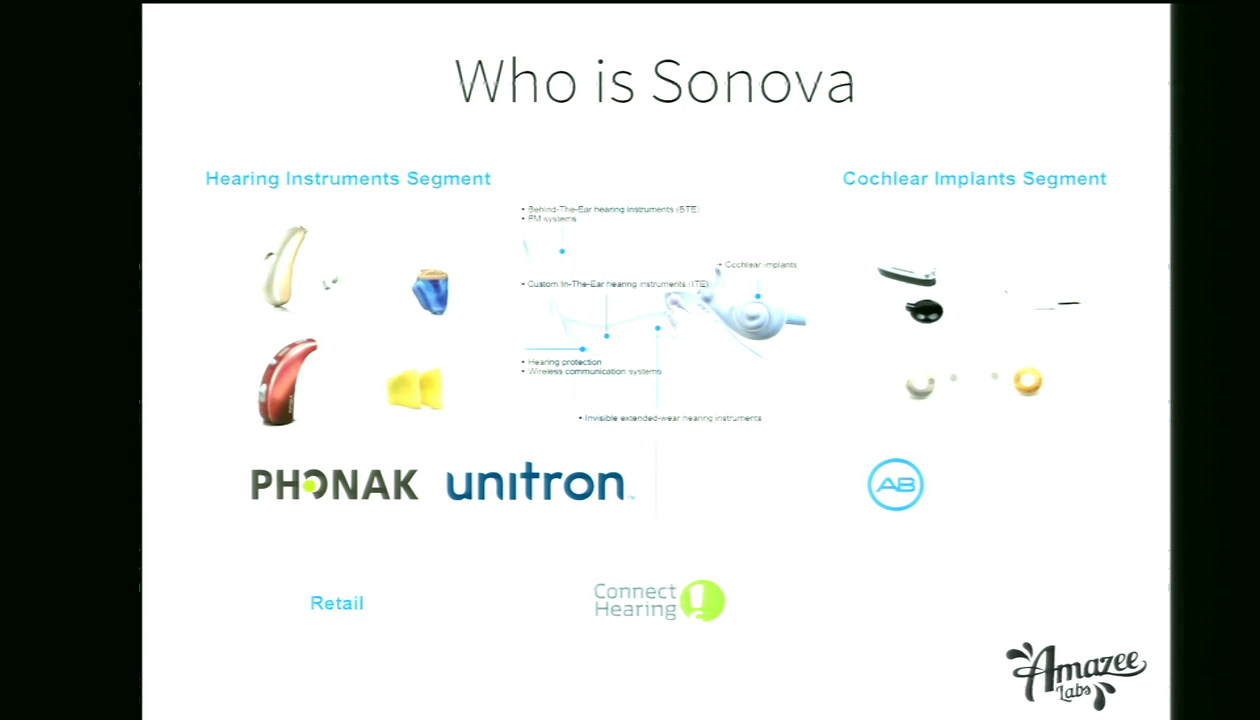 Who is Sonova
Hearing Instruments Segment
Cochlear Implants Segment
• Behind-The-Ear hearing instruments (BTE)
• FM systems
• Cochlear implants
• Custom In-The-Ear hearing instruments (ITE)
• Hearing protection
• Wireless communication systems
• Invisible extended-wear hearing instruments
PHONAK
unitron
AB
Retail
Connect
Hearing
Amazee
Labs